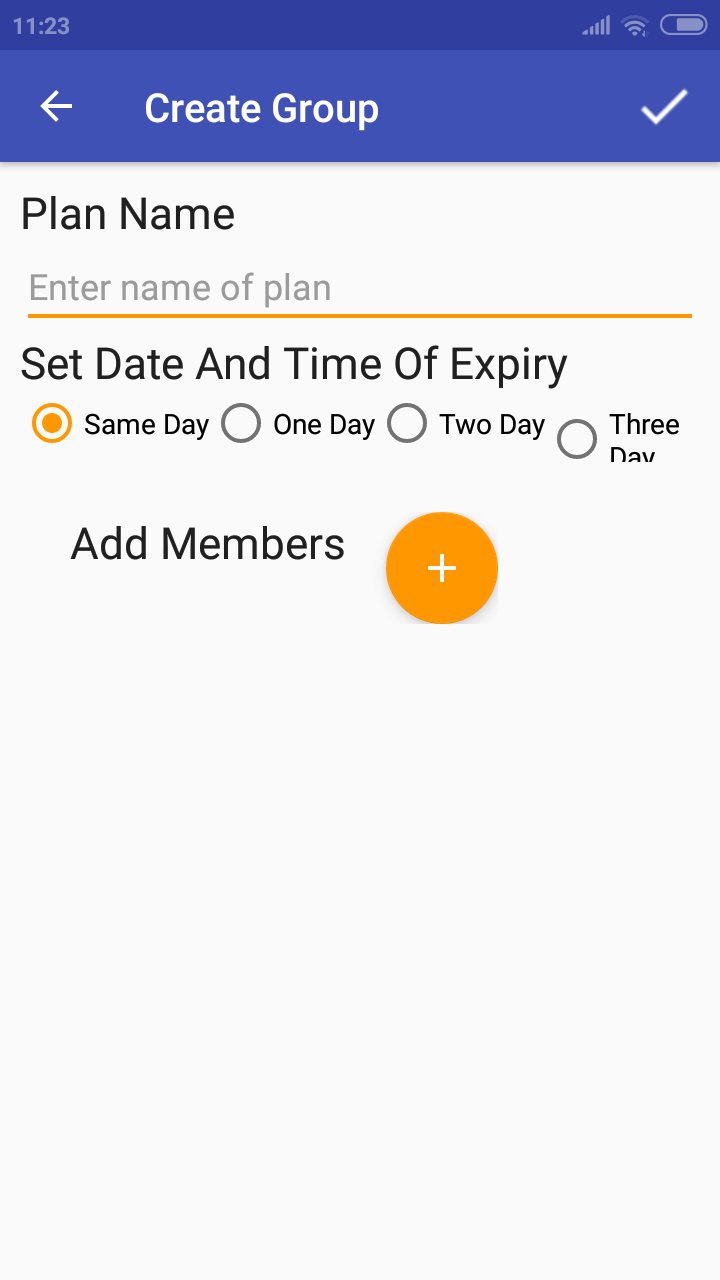 11:23
Create Group
Plan Name
Enter name of plan
Set Date And Time Of Expiry
Same Day One Day Two Day Three
Day
Add Members